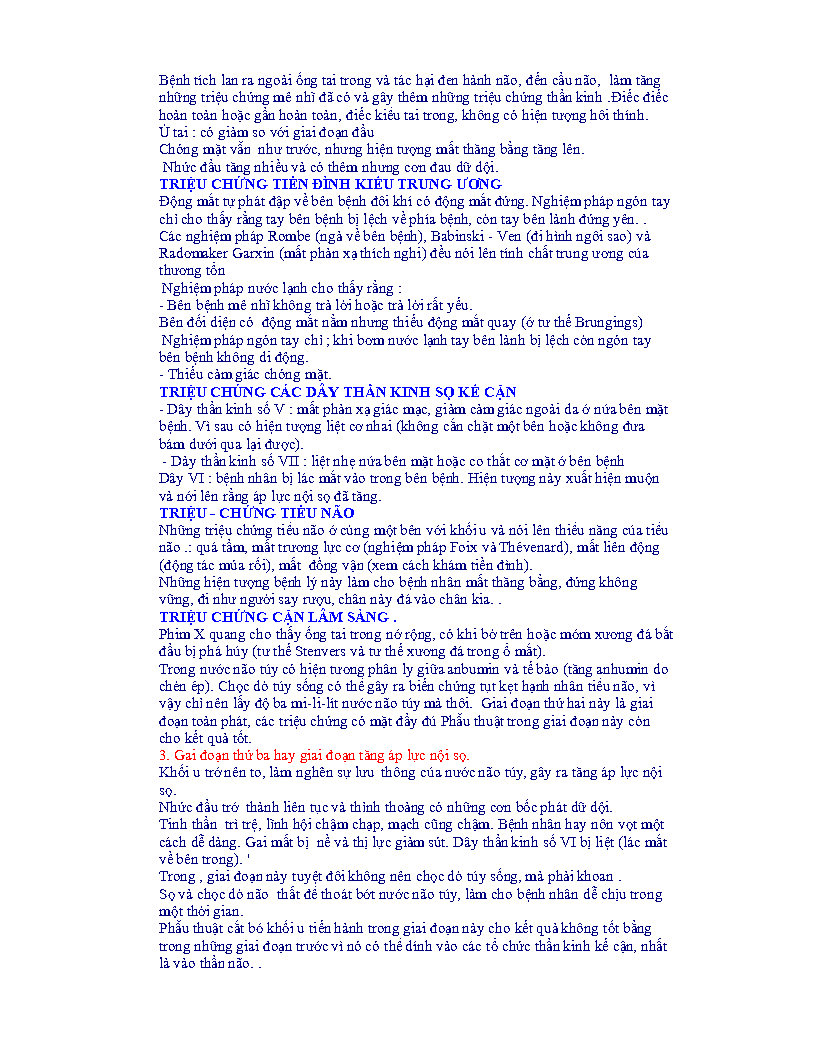 Bệnh tích lan ra ngoài ống tai trong và tác hại đen hành não, đến cầu não,  làm tăng
những triệu chứng mê nhĩ đã có và gây thêm những triệu chứng thần kinh .Điếc điếc
hoàn toàn hoặc gần hoàn toàn, điếc kiểu tai trong, không có hiện tượng hồi thính.
Ù tai : có giảm so với giai đoạn đầu
Chóng mặt vẫn  như trước, nhưng hiện tượng mất thăng bằng tăng lên.
Nhức đầu tăng nhiều và có thêm nhưng cơn đau dữ dội.
TRIỆU CHỨNG TIỀN ĐÌNH KIỂU TRUNG ƯƠNG
Động mắt tự phát đập về bên bệnh đôi khi có động mắt đứng. Nghiệm pháp ngón tay
chỉ cho thấy rằng tay bên bệnh bị lệch về phía bệnh, còn tay bên lành đứng yên. .
Các nghiệm pháp Rombe (ngả về bên bệnh), Babinski - Ven (đi hình ngôi sao) và
Radomaker Garxin (mất phản xạ thích nghi) đều nói lên tính chất trung ương của
thương tổn
Nghiệm pháp nước lạnh cho thấy rằng :
- Bên bệnh mê nhĩ không trả lời hoặc trả lời rất yếu.
Bên đối diện có  động mắt nằm nhưng thiếu động mắt quay (ở tư thế Brungings)
Nghiệm pháp ngón tay chỉ ; khi bơm nước lạnh tay bên lành bị lệch còn ngón tay
bên bệnh không di động.
- Thiếu cảm giác chóng mặt.
TRIỆU CHỨNG CÁC DÂY THẦN KINH SỌ KẾ CẬN
- Dây thần kinh số V : mất phản xạ giác mạc, giảm cảm giác ngoài da ở nửa bên mặt
bệnh. Vì sau có hiện tượng liệt cơ nhai (không cắn chặt một bên hoặc không đưa
bám dưới qua lại được).
- Dây thần kinh số VII : liệt nhẹ nửa bên mặt hoặc co thắt cơ mặt ở bên bệnh
Dây VI : bệnh nhân bị lác mắt vào trong bên bệnh. Hiện tượng này xuất hiện muộn
và nới lên rằng áp lực nội sọ đã tăng.
TRIỆU - CHỨNG TIỂU NÃO
Những triệu chứng tiểu não ở cùng một bên với khối u và nói lên thiểu năng của tiểu
não .: quá tầm, mất trương lực cơ (nghiệm pháp Foix và Thévenard), mất liên động
(động tác múa rối), mất  đồng vận (xem cách khám tiền đình).
Những hiện tượng bệnh lý này làm cho bệnh nhân mất thăng bằng, đứng không
vững, đi như người say rượu, chân này đá vào chân kia. .
TRIỆU CHỨNG CẬN LÂM SÀNG .
Phim X quang cho thấy ống tai trong nở rộng, có khi bờ trên hoặc móm xương đá bắt
đầu bị phá hủy (tư thế Stenvers và tư thế xương đá trong ổ mắt).
Trong nước não túy có hiện tương phân ly giữa anbumin và tế bào (tăng anhumin do
chén ép). Chọc dò túy sống có thể gây ra biến chứng tụt kẹt hạnh nhân tiểu não, vì
vậy chỉ nên lấy độ ba mi-li-lít nước não túy mà thôi.  Giai đoạn thứ hai này là giai
đoạn toàn phát, các triệu chứng có mặt đầy đủ Phẫu thuật trong giai đoạn này còn
cho kết quả tốt.
3. Gai đoạn thứ ba hay giai đoạn tăng áp lực nội sọ.
Khối u trở nên to, làm nghẽn sự lưu  thông của nước não túy, gây ra tăng áp lực nội
sọ.
Nhức đầu trở  thành liên tục và thỉnh thoảng có những cơn bốc phát dữ dội.
Tinh thần  trì trệ, lĩnh hội chậm chạp, mạch cũng chậm. Bệnh nhân hay nôn vọt một
cách dễ dàng. Gai mắt bị  nề và thị lực giảm sút. Dây thần kinh số VI bị liệt (lác mắt
về bên trong). '
Trong , giai đoạn này tuyệt đôi không nên chọc dò túy sống, mà phải khoan .
Sọ và chọc dò não  thất để thoát bớt nước não túy, làm cho bệnh nhân dễ chịu trong
một thời gian.
Phẫu thuật cắt bỏ khối u tiến hành trong giai đoạn này cho kết quả không tốt bằng
trong những giai đoạn trước vì nó có thể dính vào các tổ chức thần kinh kế cận, nhất
là vào thần não. .